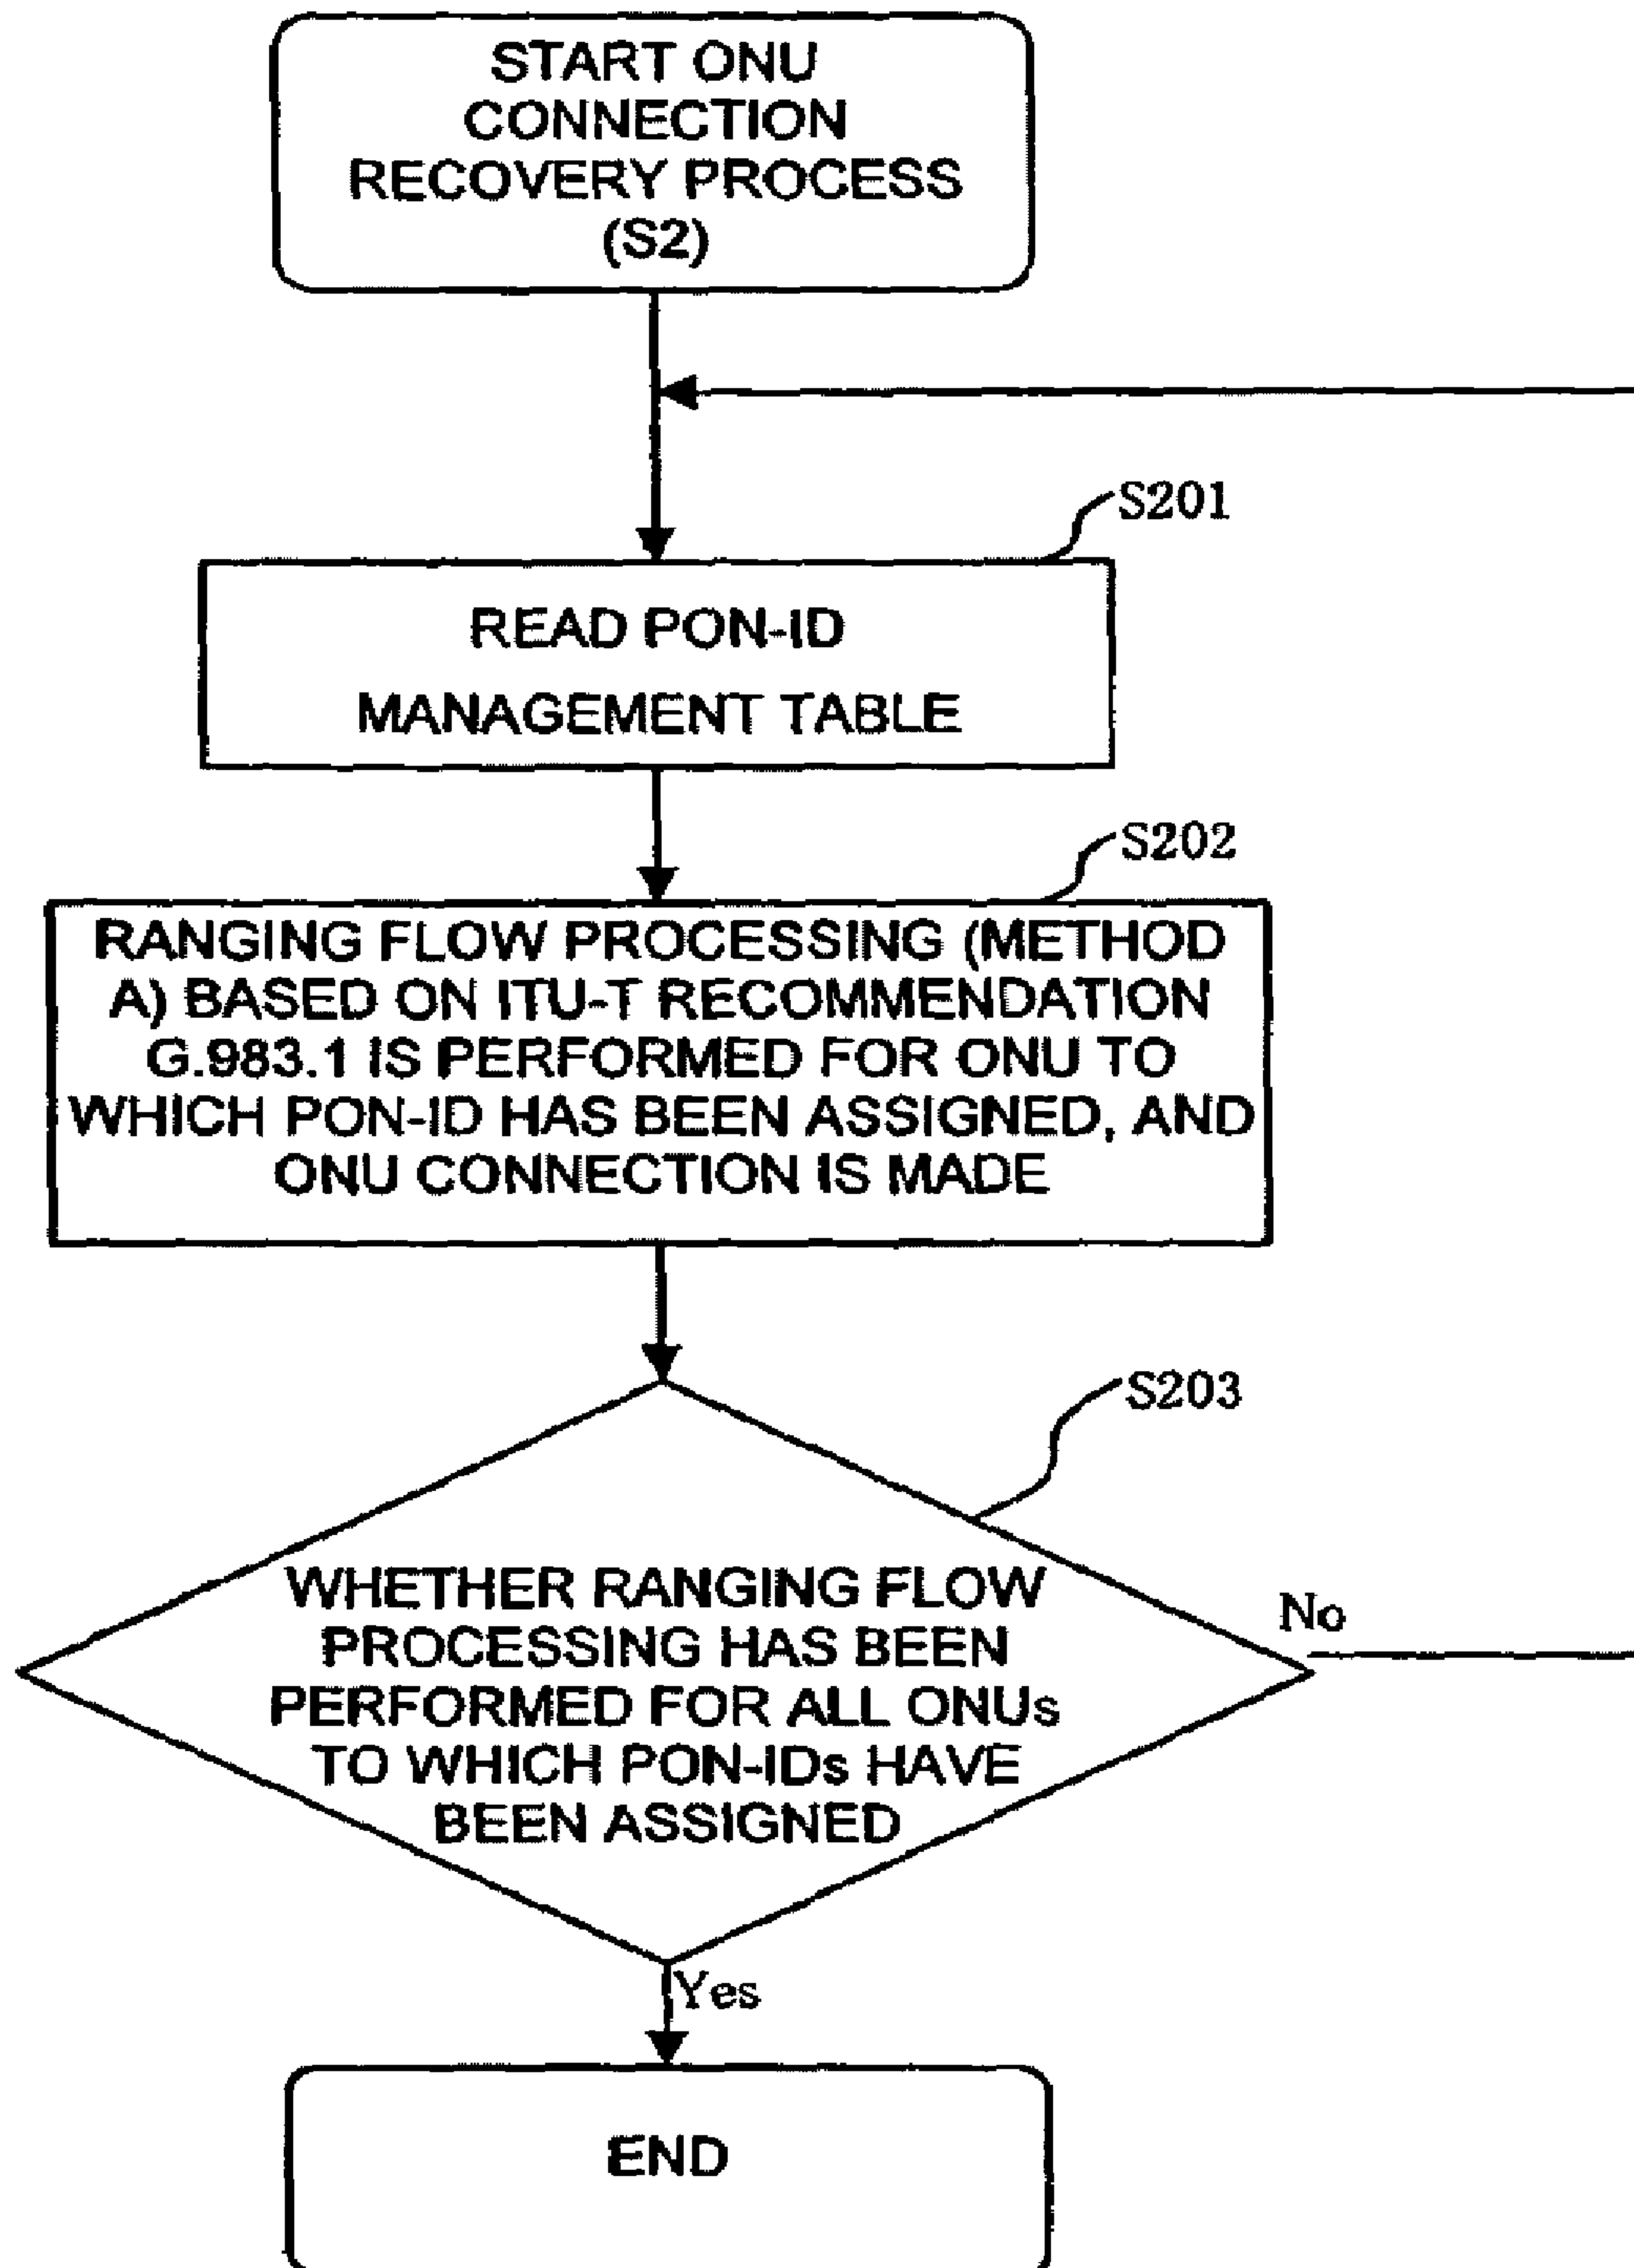 START ONU
CONNECTION
RECOVERY PROCESS
(S2)
S201
READ PON-ID
MANAGEMENT TABLE
S202
RANGING FLOW PROCESSING (METHOD
A) BASED ON ITU-T RECOMMENDATION
G.983.1 IS PERFORMED FOR ONU TO
WHICH PON-ID HAS BEEN ASSIGNED, AND
ONU CONNECTION IS MADE
S203
WHETHER RANGING FLOW
PROCESSING HAS BEEN
PERFORMED FOR ALL ONUs
TO WHICH PON-IDs HAVE
BEEN ASSIGNED
No
Yes
END